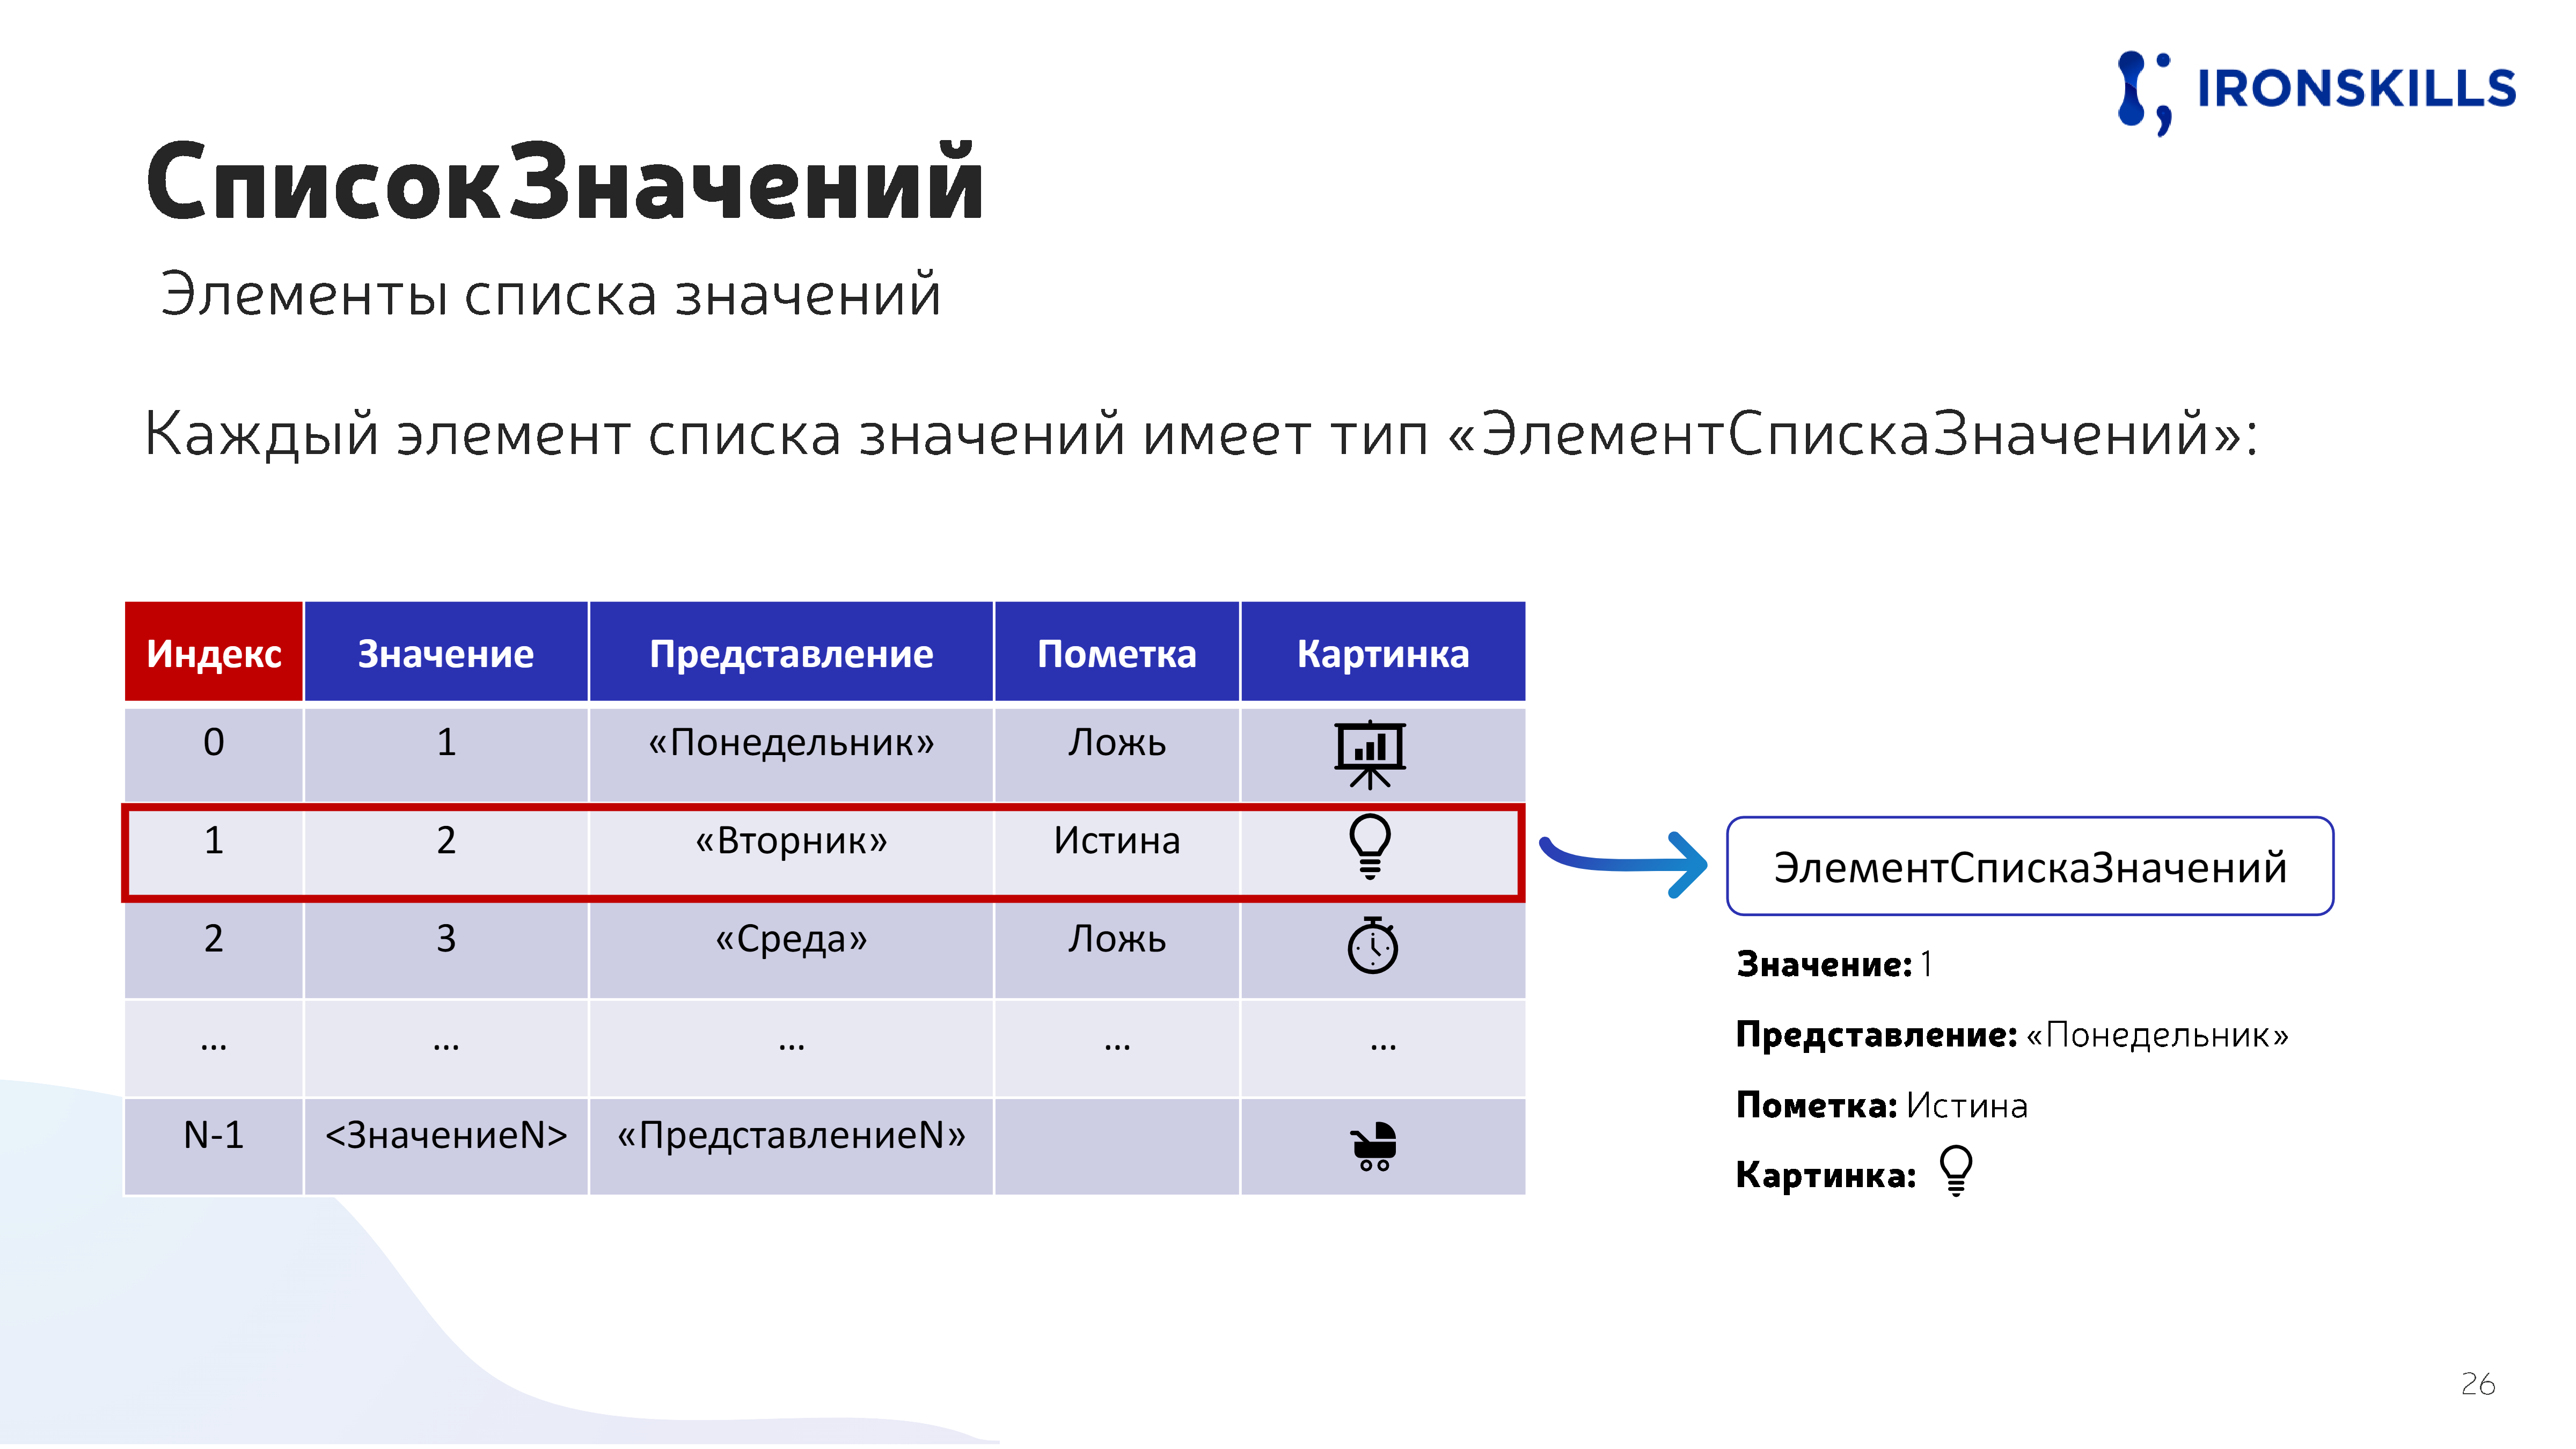 IRONSKILLS
СписокЗначений
Элементы списка значений
Каждый элемент списка значений имеет тип «ЭлементСпискаЗначений»:
Индекс Значение Представление Пометка Картинка
0 1 «Понедельник» Ложь
1 2 «Вторник» Истина
2 3 «Среда» Ложь
... ... ... ... ...
N-1 <ЗначениеN> «ПредставлениеN»
ЭлементСпискаЗначений
Значение: 1
Представление: «Понедельник»
Пометка: Истина
Картинка:
26